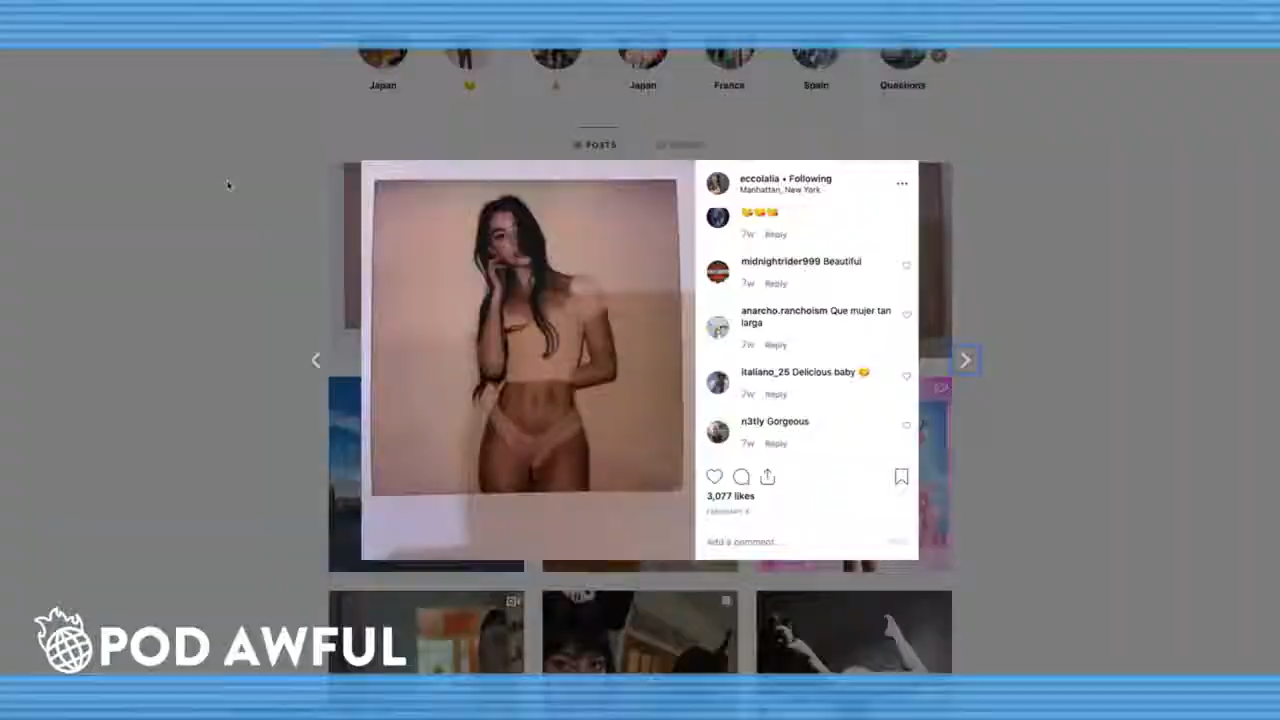 Japan
Japan
France
Spain
Questions
POSTS
eccolalia • Following
Manhattan, New York
7w Reply
midnightrider999 Beautiful
7w Reply
anarcho.ranchoism Que mujer tan
larga
7w Reply
italiano_25 Delicious baby
7w Reply
n3tly Gorgeous
7w Reply
3,077 likes
Add a comment...
POD AWFUL